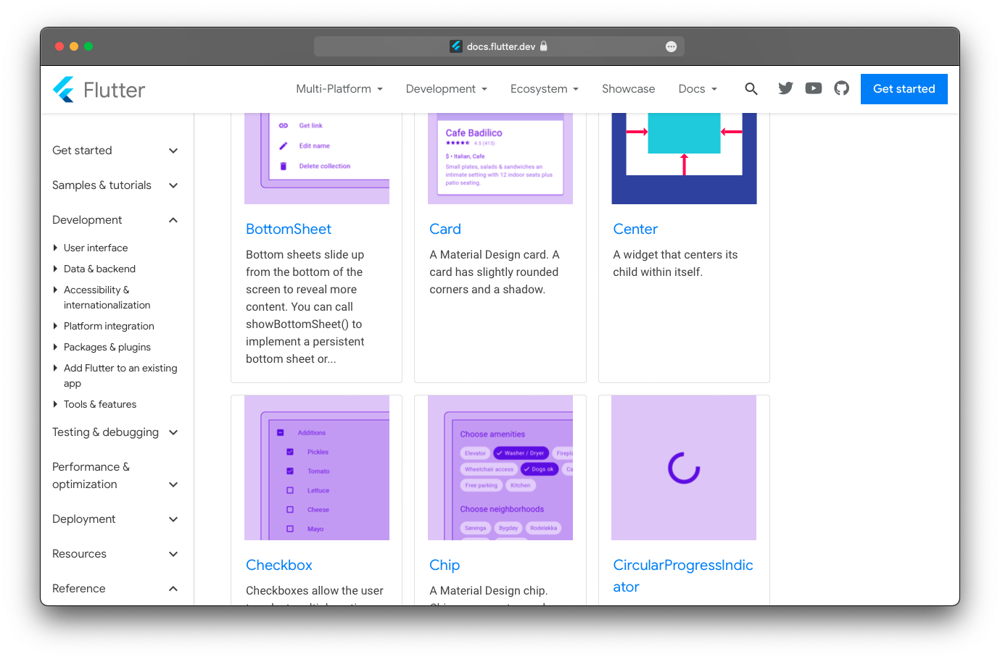 docs.flutter.dev
Flutter
Multi-Platform
Development
Ecosystem
Showcase
Docs
Get started
Get started
Samples & tutorials
Development
User interface
Data & backend
Accessibility &
internationalization
Platform integration
Packages & plugins
Add Flutter to an existing
app
Tools & features
Testing & debugging
Performance &
optimization
Deployment
Resources
Reference
Get link
Edit name
Delete collection
BottomSheet
Bottom sheets slide up
from the bottom of the
screen to reveal more
content. You can call
showBottomSheet() to
implement a persistent
bottom sheet or...
Cafe Badilico
4.5 (413)
$ • Italian, Cafe
Small plates, salads & sandwiches an
intimate setting with 12 indoor seats plus
patio seating.
Card
A Material Design card. A
card has slightly rounded
corners and a shadow.
Center
A widget that centers its
child within itself.
Additions
Pickles
Tomato
Lettuce
Cheese
Mayo
Checkbox
Checkboxes allow the user
Choose amenities
Elevator
Washer / Dryer
Firepla
Wheelchair access
Dogs ok
Ca
Free parking
Kitchen
Choose neighborhoods
Sørenga
Bygdøy
Rodeløkka
Chip
A Material Design chip.
CircularProgressIndic
ator